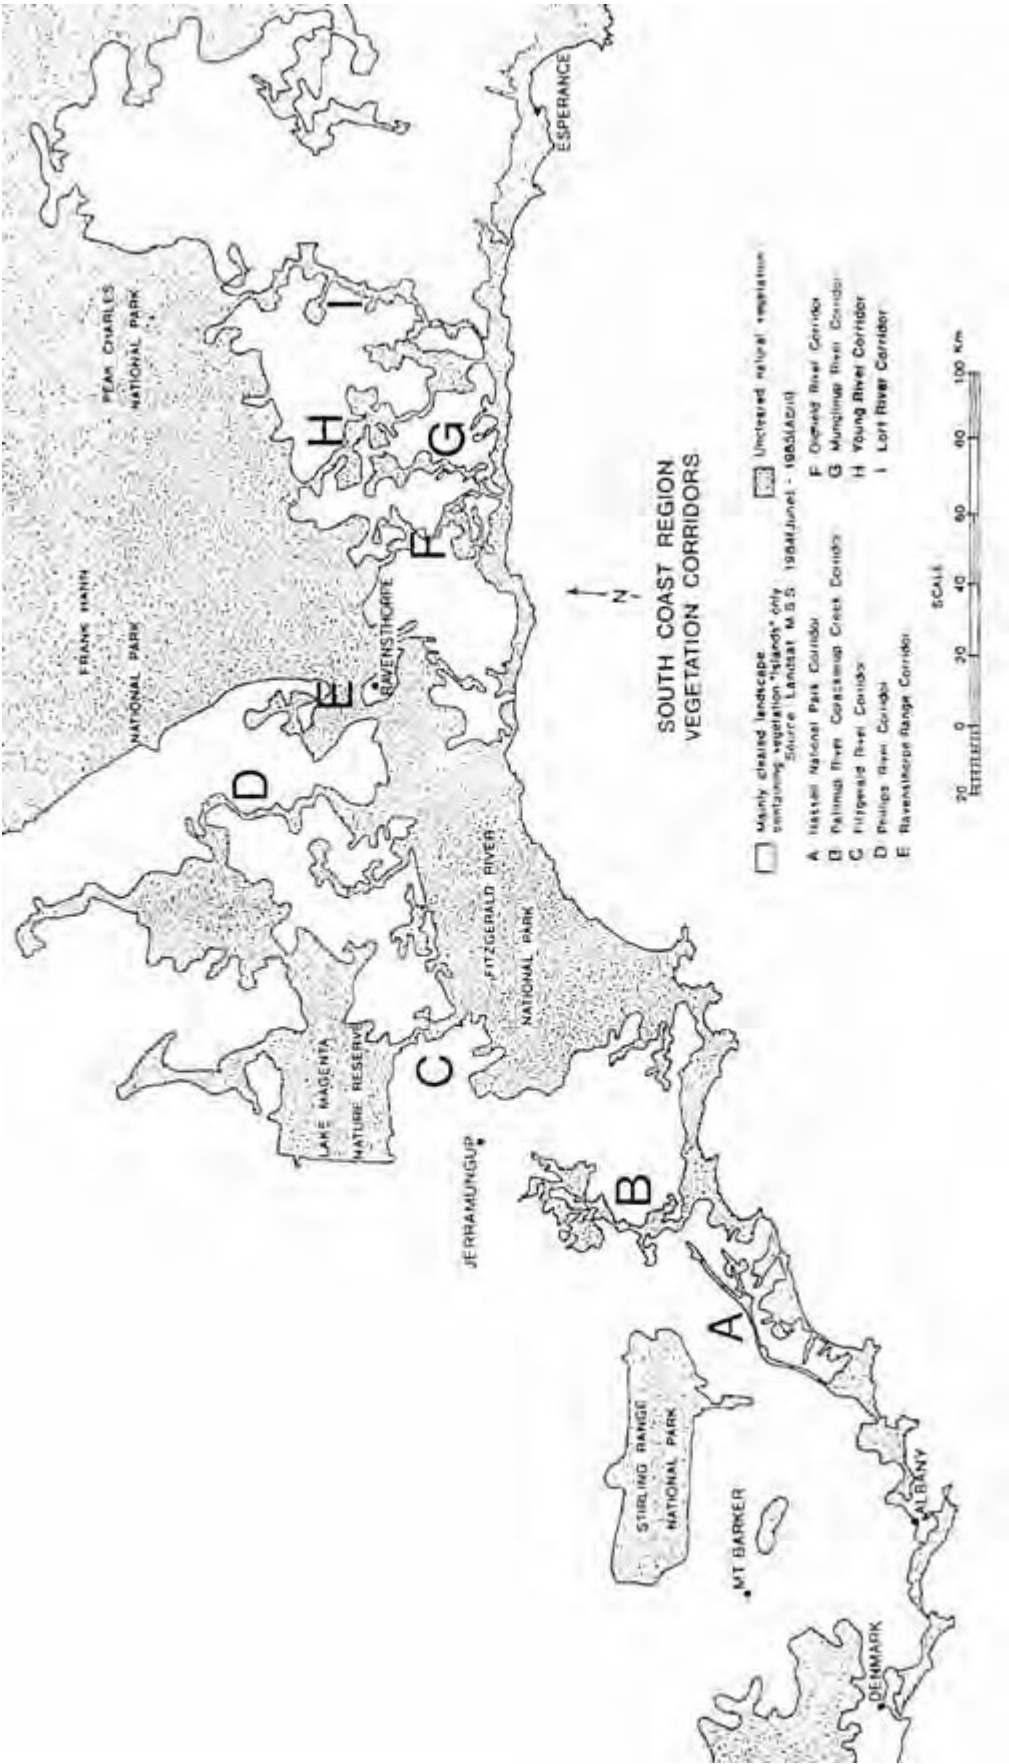 FRANK HANN
NATIONAL PARK
PEAK CHARLES
NATIONAL PARK
LAKE MAGENTA
NATURE RESERVE
D
E
RAVENSTHORPE
F
H
G
I
ESPERANCE
C
JERRAMUNGUP
FITZGERALD RIVER
NATIONAL PARK
B
A
STIRLING RANGE
NATIONAL PARK
MT BARKER
ALBANY
DENMARK
N
SOUTH COAST REGION
VEGETATION CORRIDORS
Mainly cleared landscape
containing vegetation "islands" only
Uncleared natural vegetation
Source Landsat M.S.S. 1984(June) - 1985(April)
A Hassell National Park Corridor
B Pallinup River Corackerup Creek Corridor
C Fitzgerald River Corridor
D Phillips River Corridor
E Ravensthorpe Range Corridor
F Oldfield River Corridor
G Munglinup River Corridor
H Young River Corridor
I Lort River Corridor
SCALE
20 0 20 40 60 80 100 Km